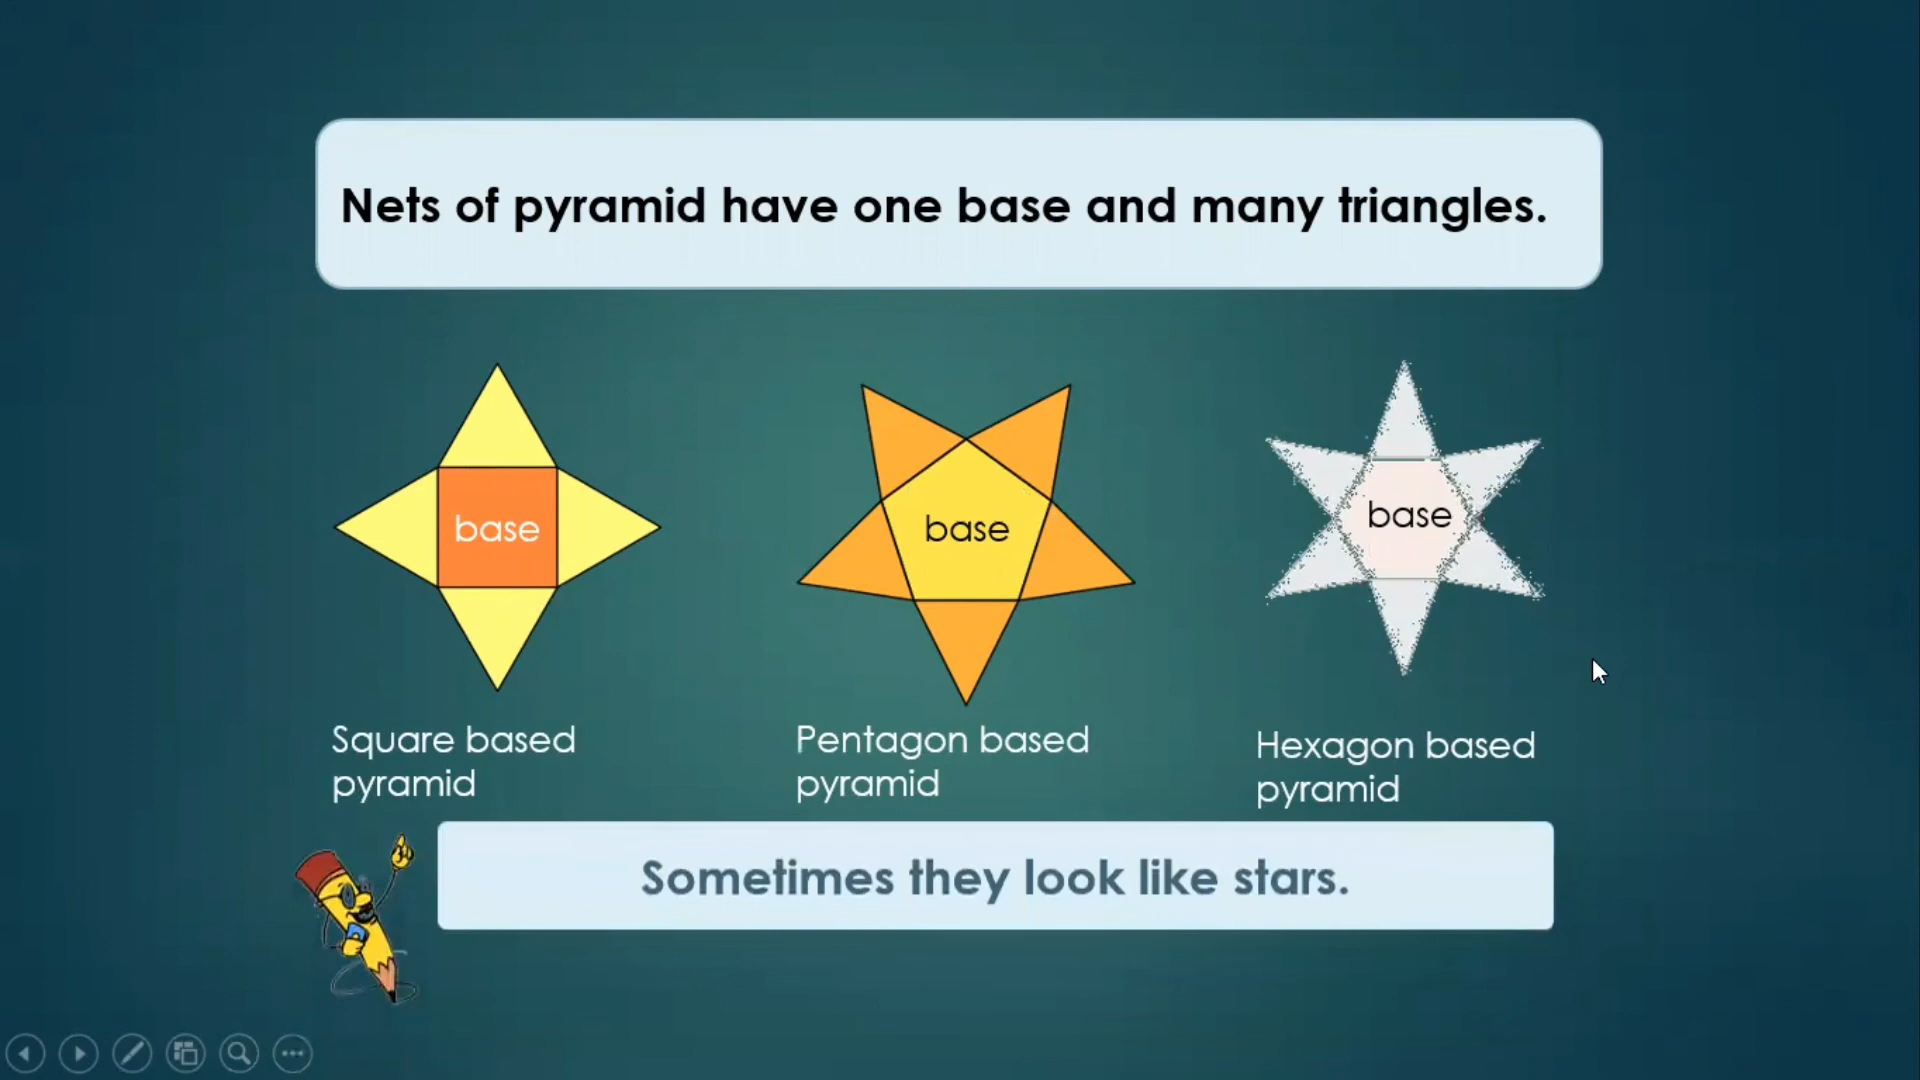 Nets of pyramid have one base and many triangles.
base
base
base
Square based
pyramid
Pentagon based
pyramid
Hexagon based
pyramid
Sometimes they look like stars.